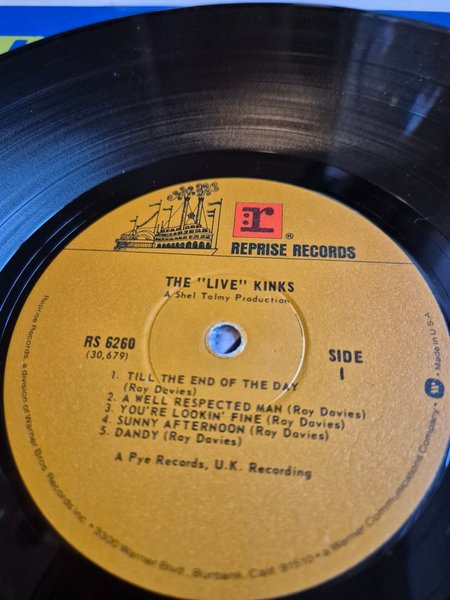 r ®
REPRISE RECORDS
THE "LIVE" KINKS
A Shel Talmy Production
RS 6260
(30,679)
SIDE
1
1. TILL THE END OF THE DAY
(Ray Davies)
2. A WELL RESPECTED MAN (Ray Davies)
3. YOU'RE LOOKIN' FINE (Ray Davies)
4. SUNNY AFTERNOON (Ray Davies)
5. DANDY (Ray Davies)
A Pye Records, U.K. Recording
Reprise Records, a division of Warner Bros. Records Inc. • 3300 Warner Blvd., Burbank, Calif. 91510 • a Warner Communications Company • Made in U.S.A.